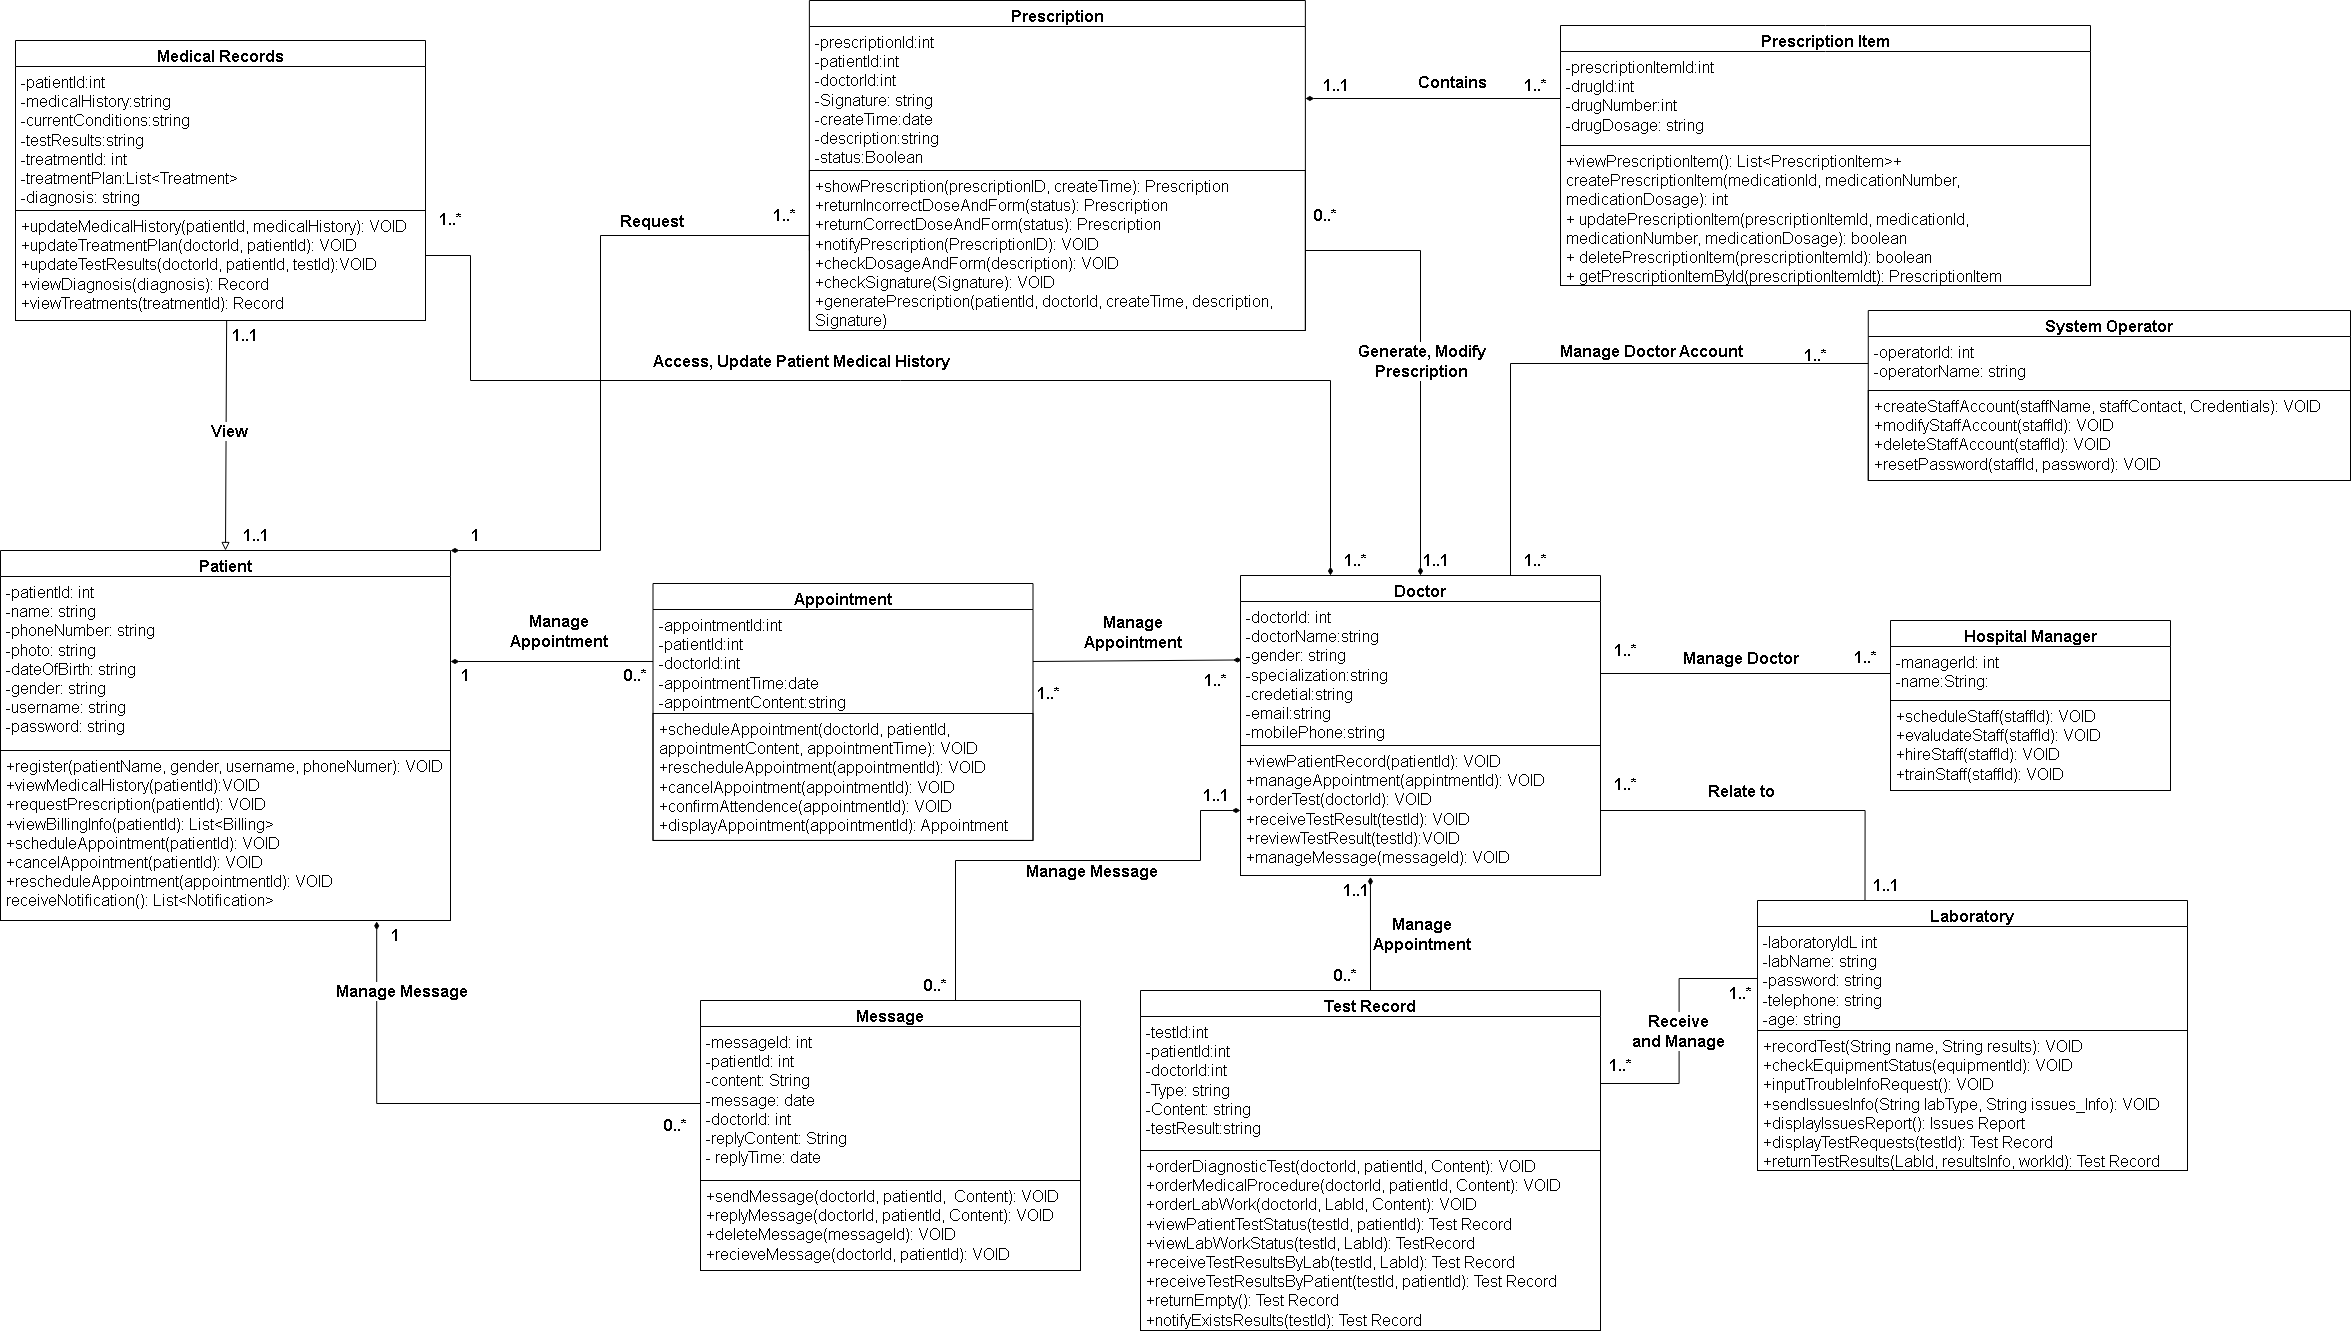 Medical Records
-patientId:int
-medicalHistory:string
-currentConditions:string
-testResults:string
-treatmentId: int
-treatmentPlan:List<Treatment>
-diagnosis: string
+updateMedicalHistory(patientId, medicalHistory): VOID
+updateTreatmentPlan(doctorId, patientId): VOID
+updateTestResults(doctorId, patientId, testId):VOID
+viewDiagnosis(diagnosis): Record
+viewTreatments(treatmentId): Record
Prescription
-prescriptionId:int
-patientId:int
-doctorId:int
-Signature: string
-createTime:date
-description:string
-status:Boolean
+showPrescription(prescriptionID, createTime): Prescription
+returnIncorrectDoseAndForm(status): Prescription
+returnCorrectDoseAndForm(status): Prescription
+notifyPrescription(PrescriptionID): VOID
+checkDosageAndForm(description): VOID
+checkSignature(Signature): VOID
+generatePrescription(patientId, doctorId, createTime, description,
Signature)
1..1
Contains
1..*
Prescription Item
-prescriptionItemId:int
-drugId:int
-drugNumber:int
-drugDosage: string
+viewPrescriptionItem(): List<PrescriptionItem>+
createPrescriptionItem(medicationId, medicationNumber,
medicationDosage): int
+ updatePrescriptionItem(prescriptionItemId, medicationId,
medicationNumber, medicationDosage): boolean
+ deletePrescriptionItem(prescriptionItemId): boolean
+ getPrescriptionItemById(prescriptionItemIdt): PrescriptionItem
1..*
Request
1..*
0..*
1..1
Access, Update Patient Medical History
Generate, Modify
Prescription
Manage Doctor Account
1..*
System Operator
-operatorId: int
-operatorName: string
+createStaffAccount(staffName, staffContact, Credentials): VOID
+modifyStaffAccount(staffId): VOID
+deleteStaffAccount(staffId): VOID
+resetPassword(staffId, password): VOID
View
1..1
1
1..*
1..1
1..*
Patient
-patientId: int
-name: string
-phoneNumber: string
-photo: string
-dateOfBirth: string
-gender: string
-username: string
-password: string
+register(patientName, gender, username, phoneNumer): VOID
+viewMedicalHistory(patientId):VOID
+requestPrescription(patientId): VOID
+viewBillingInfo(patientId): List<Billing>
+scheduleAppointment(patientId): VOID
+cancelAppointment(patientId): VOID
+rescheduleAppointment(appointmentId): VOID
receiveNotification(): List<Notification>
Manage
Appointment
1
0..*
Appointment
-appointmentId:int
-patientId:int
-doctorId:int
-appointmentTime:date
-appointmentContent:string
+scheduleAppointment(doctorId, patientId,
appointmentContent, appointmentTime): VOID
+rescheduleAppointment(appointmentId): VOID
+cancelAppointment(appointmentId): VOID
+confirmAttendence(appointmentId): VOID
+displayAppointment(appointmentId): Appointment
Manage
Appointment
1..*
1..*
Doctor
-doctorId: int
-doctorName:string
-gender: string
-specialization:string
-credetial:string
-email:string
-mobilePhone:string
+viewPatientRecord(patientId): VOID
+manageAppointment(appintmentId): VOID
+orderTest(doctorId): VOID
+receiveTestResult(testId): VOID
+reviewTestResult(testId):VOID
+manageMessage(messageId): VOID
1..*
Manage Doctor
1..*
Hospital Manager
-managerId: int
-name:String:
+scheduleStaff(staffId): VOID
+evaludateStaff(staffId): VOID
+hireStaff(staffId): VOID
+trainStaff(staffId): VOID
1..*
Relate to
1..1
1..1
Manage Message
0..*
1
Manage Message
0..*
1..1
Manage
Appointment
0..*
Message
-messageId: int
-patientId: int
-content: String
-message: date
-doctorId: int
-replyContent: String
- replyTime: date
+sendMessage(doctorId, patientId,  Content): VOID
+replyMessage(doctorId, patientId, Content): VOID
+deleteMessage(messageId): VOID
+recieveMessage(doctorId, patientId): VOID
Test Record
-testId:int
-patientId:int
-doctorId:int
-Type: string
-Content: string
-testResult:string
+orderDiagnosticTest(doctorId, patientId, Content): VOID
+orderMedicalProcedure(doctorId, patientId, Content): VOID
+orderLabWork(doctorId, LabId, Content): VOID
+viewPatientTestStatus(testId, patientId): Test Record
+viewLabWorkStatus(testId, LabId): TestRecord
+receiveTestResultsByLab(testId, LabId): Test Record
+receiveTestResultsByPatient(testId, patientId): Test Record
+returnEmpty(): Test Record
+notifyExistsResults(testId): Test Record
1..*
Receive
and Manage
1..*
Laboratory
-laboratoryIdL int
-labName: string
-password: string
-telephone: string
-age: string
+recordTest(String name, String results): VOID
+checkEquipmentStatus(equipmentId): VOID
+inputTroubleInfoRequest(): VOID
+sendIssuesInfo(String labType, String issues_Info): VOID
+displayIssuesReport(): Issues Report
+displayTestRequests(testId): Test Record
+returnTestResults(LabId, resultsInfo, workId): Test Record